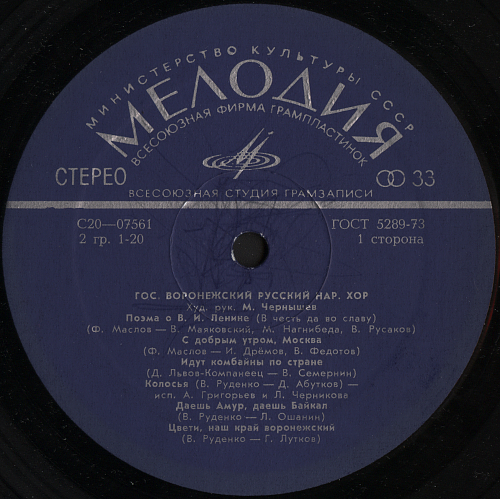 МИНИСТЕРСТВО КУЛЬТУРЫ СССР
МЕЛОДИЯ
ВСЕСОЮЗНАЯ ФИРМА ГРАМПЛАСТИНОК
СТЕРЕО
33
ВСЕСОЮЗНАЯ СТУДИЯ ГРАМЗАПИСИ
С20—07561
ГОСТ 5289-73
2 гр. 1-20
1 сторона
ГОС. ВОРОНЕЖСКИЙ РУССКИЙ НАР. ХОР
Худ. рук. М. Чернышев
Поэма о В. И. Ленине (В честь да во славу)
(Ф. Маслов — В. Маяковский, М. Нагнибеда, В. Русаков)
С добрым утром, Москва
(Ф. Маслов — И. Дрёмов, В. Федотов)
Идут комбайны по стране
(Д. Львов-Компанеец — В. Семернин)
Колосья (В. Руденко — Д. Абутков) —
исп. А. Григорьев и Л. Черникова
Даешь Амур, даешь Байкал
(В. Руденко — Л. Ошанин)
Цвети, наш край воронежский
(В. Руденко — Г. Лутков)